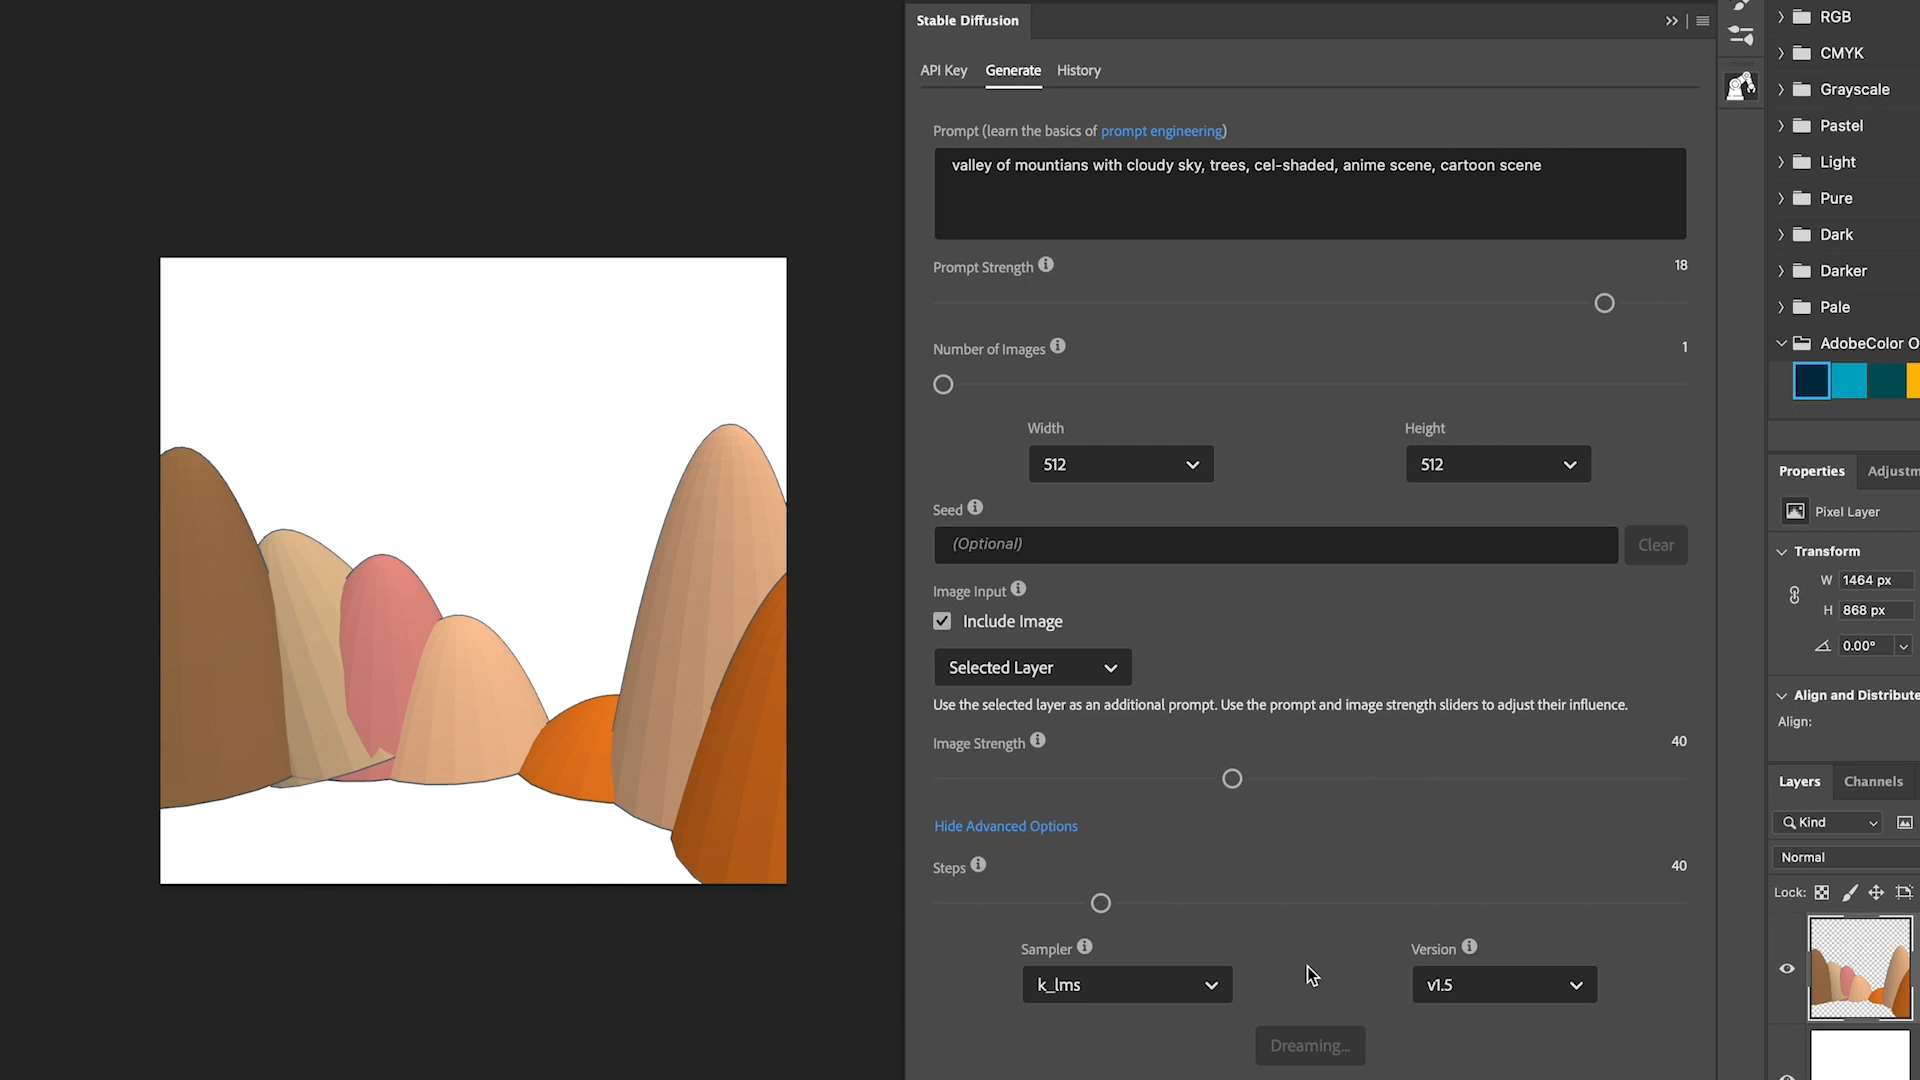 Stable Diffusion
API Key Generate History
Prompt (learn the basics of prompt engineering)
valley of mountians with cloudy sky, trees, cel-shaded, anime scene, cartoon scene
Prompt Strength 18
Number of Images 1
Width Height
512 512
Seed
(Optional) Clear
Image Input
Include Image
Selected Layer
Use the selected layer as an additional prompt. Use the prompt and image strength sliders to adjust their influence.
Image Strength 40
Hide Advanced Options
Steps 40
Sampler Version
k_lms v1.5
Dreaming...
RGB
CMYK
Grayscale
Pastel
Light
Pure
Dark
Darker
Pale
AdobeColor O
Properties Adjustm
Pixel Layer
Transform
W 1464 px
H 868 px
0.00°
Align and Distribute
Align:
Layers Channels
Kind
Normal
Lock: